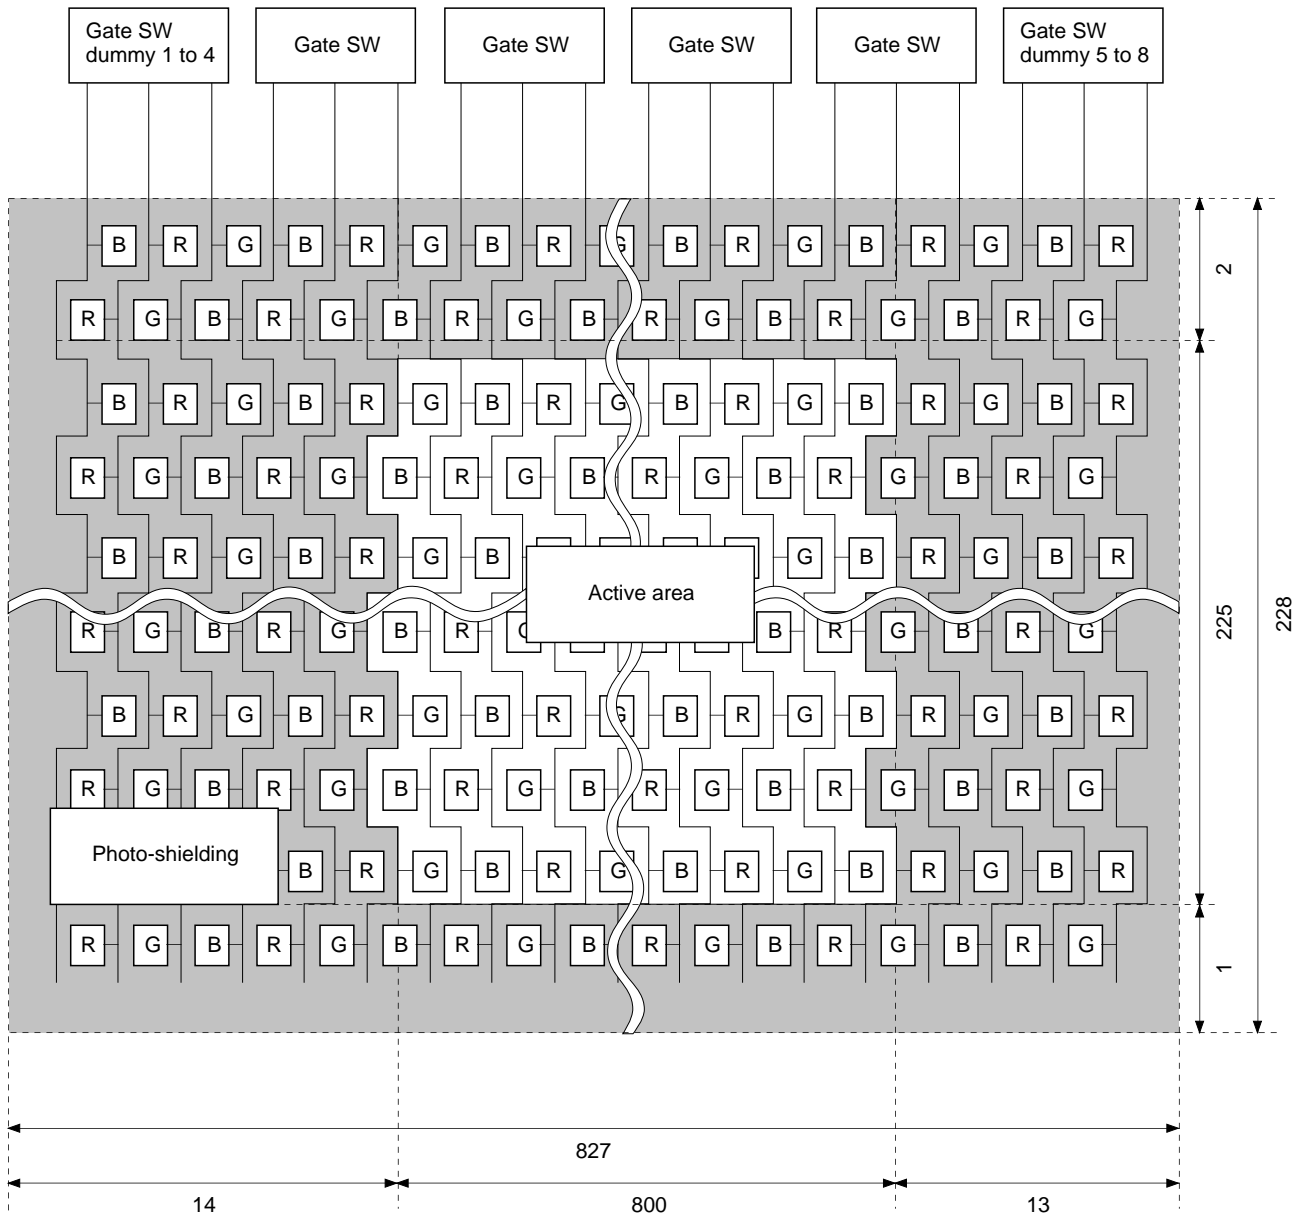 Gate SW
dummy 1 to 4
Gate SW
Gate SW
Gate SW
Gate SW
Gate SW
dummy 5 to 8
B R G B R G B R G B R G B R G B R
2
R G B R G B R G B R G B R G B R G
B R G B R G B R G B R G B R G B R
R G B R G B R G B R G B R G B R G
B R G B R G B G B R G B R
Active area
R G B R G B R B R G B R G
225
228
B R G B R G B R G B R G B R G B R
R G B R G B R G B R G B R G B R G
Photo-shielding
B R G B R G B R G B R G B R
R G B R G B R G B R G B R G B R G
1
827
14
800
13